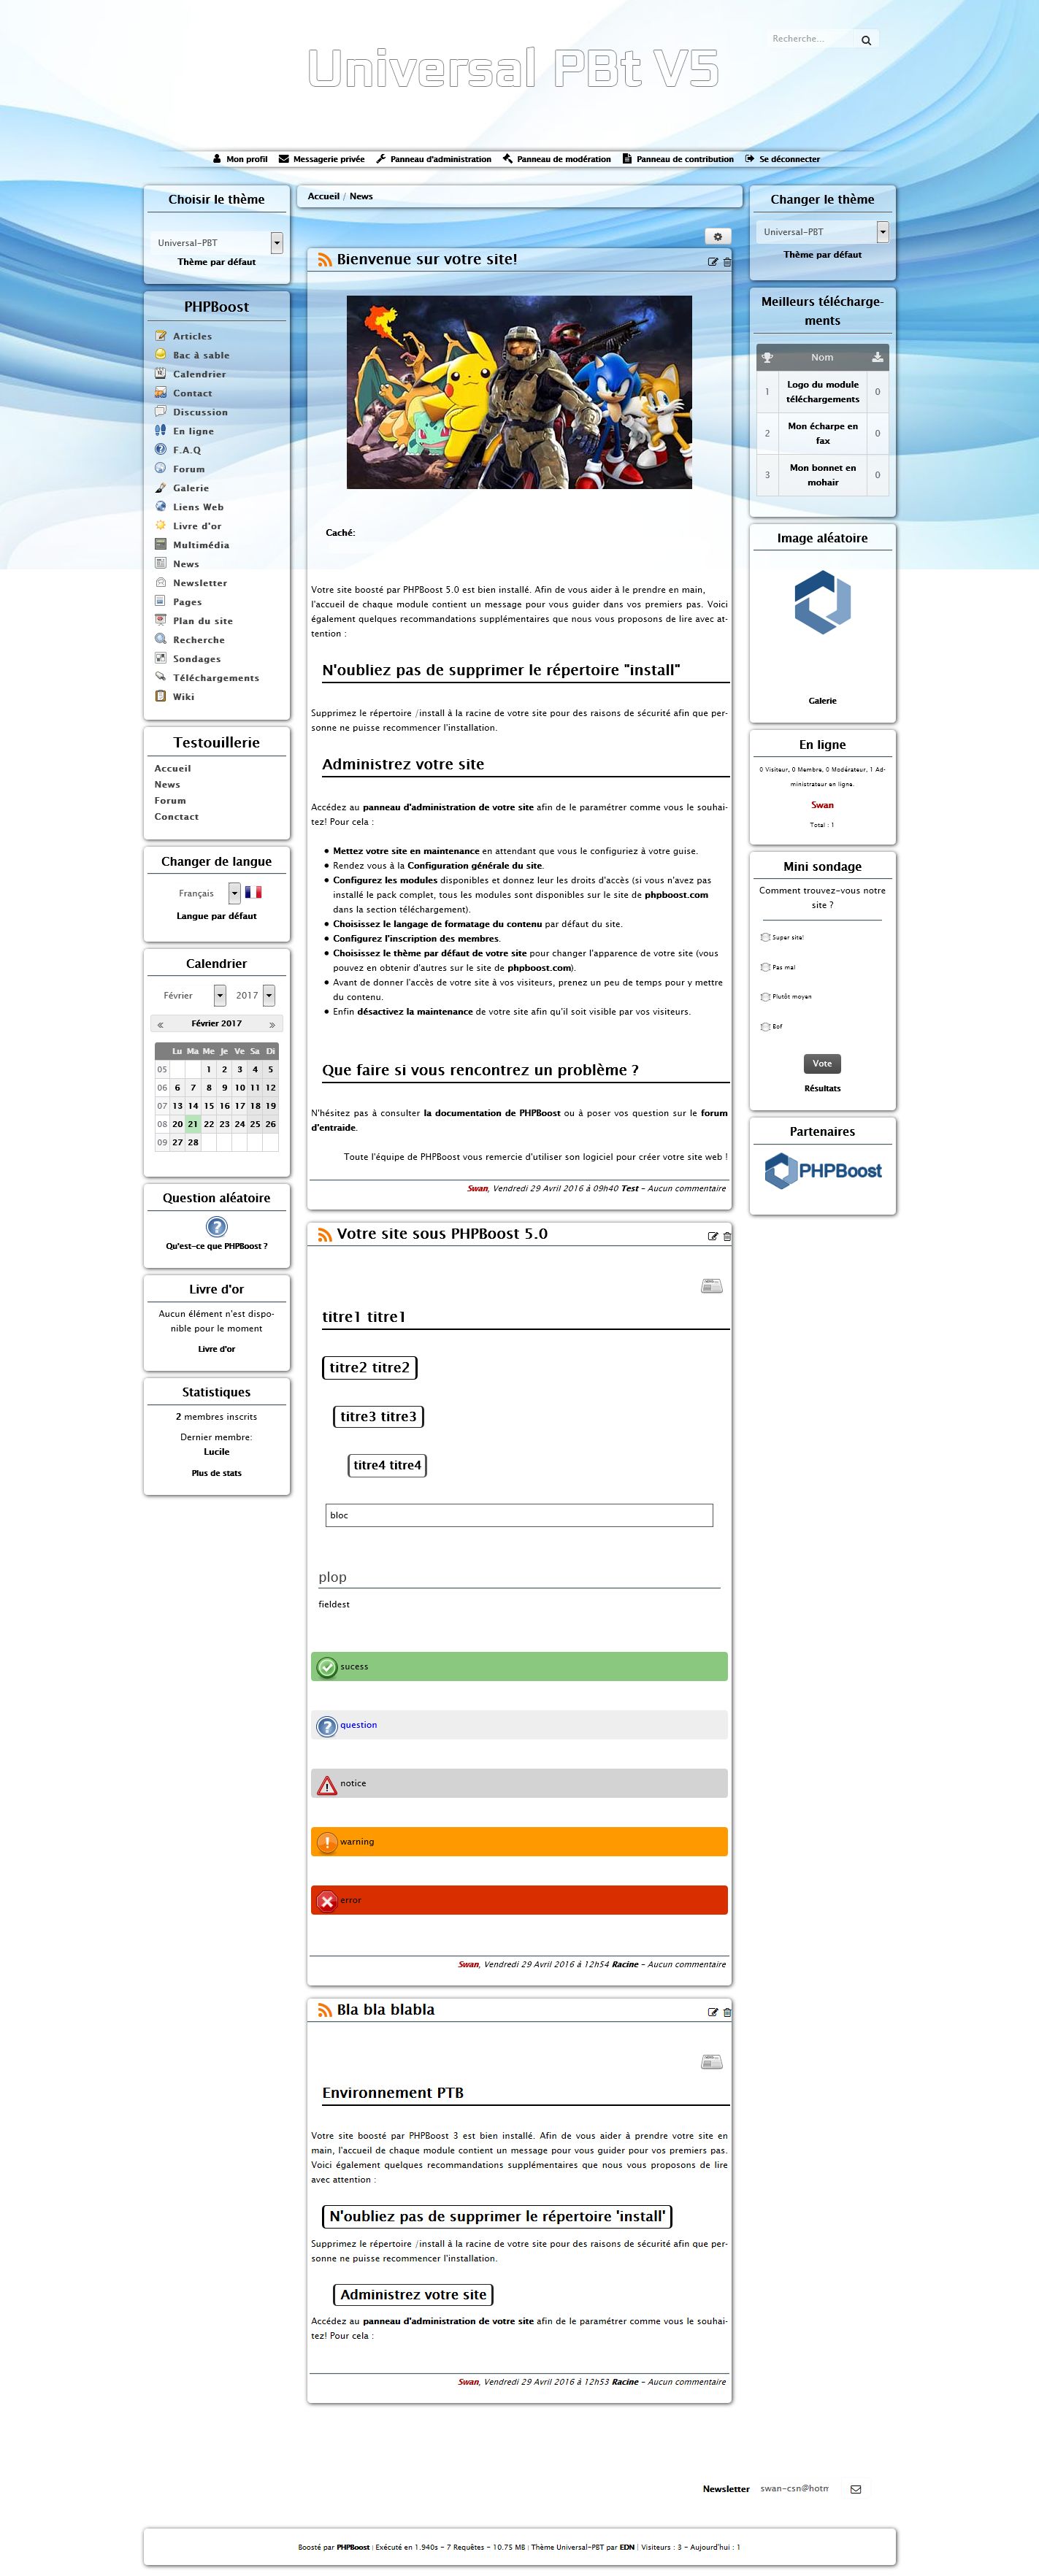 Recherche...
Universal PBt V5
Mon profil Messagerie privée Panneau d'administration Panneau de modération Panneau de contribution Se déconnecter
Choisir le thème
Universal-PBT
Thème par défaut
PHPBoost
Articles
Bac à sable
Calendrier
Contact
Discussion
En ligne
F.A.Q
Forum
Galerie
Liens Web
Livre d'or
Multimédia
News
Newsletter
Pages
Plan du site
Recherche
Sondages
Téléchargements
Wiki
Testouillerie
Accueil
News
Forum
Conctact
Changer de langue
Français
Langue par défaut
Calendrier
Février 2017
« Février 2017 »
Lu Ma Me Je Ve Sa Di
05 1 2 3 4 5
06 6 7 8 9 10 11 12
07 13 14 15 16 17 18 19
08 20 21 22 23 24 25 26
09 27 28
Question aléatoire
?
Qu'est-ce que PHPBoost ?
Livre d'or
Aucun élément n'est dispo-
nible pour le moment
Livre d'or
Statistiques
2 membres inscrits
Dernier membre:
Lucile
Plus de stats
Accueil / News
Bienvenue sur votre site!
Caché:
Votre site boosté par PHPBoost 5.0 est bien installé. Afin de vous aider à le prendre en main,
l'accueil de chaque module contient un message pour vous guider dans vos premiers pas. Voici
également quelques recommandations supplémentaires que nous vous proposons de lire avec at-
tention :
N'oubliez pas de supprimer le répertoire "install"
Supprimez le répertoire /install à la racine de votre site pour des raisons de sécurité afin que per-
sonne ne puisse recommencer l'installation.
Administrez votre site
Accédez au panneau d'administration de votre site afin de le paramétrer comme vous le souhai-
tez! Pour cela :
• Mettez votre site en maintenance en attendant que vous le configuriez à votre guise.
• Rendez vous à la Configuration générale du site.
• Configurez les modules disponibles et donnez leur les droits d'accès (si vous n'avez pas
installé le pack complet, tous les modules sont disponibles sur le site de phpboost.com
dans la section téléchargement).
• Choisissez le langage de formatage du contenu par défaut du site.
• Configurez l'inscription des membres.
• Choisissez le thème par défaut de votre site pour changer l'apparence de votre site (vous
pouvez en obtenir d'autres sur le site de phpboost.com).
• Avant de donner l'accès de votre site à vos visiteurs, prenez un peu de temps pour y mettre
du contenu.
• Enfin désactivez la maintenance de votre site afin qu'il soit visible par vos visiteurs.
Que faire si vous rencontrez un problème ?
N'hésitez pas à consulter la documentation de PHPBoost ou à poser vos question sur le forum
d'entraide.
Toute l'équipe de PHPBoost vous remercie d'utiliser son logiciel pour créer votre site web !
Swan, Vendredi 29 Avril 2016 à 09h40 Test - Aucun commentaire
Votre site sous PHPBoost 5.0
titre1 titre1
titre2 titre2
titre3 titre3
titre4 titre4
bloc
plop
fieldest
sucess
? question
! notice
! warning
error
Swan, Vendredi 29 Avril 2016 à 12h54 Racine - Aucun commentaire
Bla bla blabla
Environnement PTB
Votre site boosté par PHPBoost 3 est bien installé. Afin de vous aider à prendre votre site en
main, l'accueil de chaque module contient un message pour vous guider pour vos premiers pas.
Voici également quelques recommandations supplémentaires que nous vous proposons de lire
avec attention :
N'oubliez pas de supprimer le répertoire 'install'
Supprimez le répertoire /install à la racine de votre site pour des raisons de sécurité afin que per-
sonne ne puisse recommencer l'installation.
Administrez votre site
Accédez au panneau d'administration de votre site afin de le paramétrer comme vous le souhai-
tez! Pour cela :
Swan, Vendredi 29 Avril 2016 à 12h53 Racine - Aucun commentaire
Changer le thème
Universal-PBT
Thème par défaut
Meilleurs télécharge-
ments
Nom
1 Logo du module téléchargements 0
2 Mon écharpe en fax 0
3 Mon bonnet en mohair 0
Image aléatoire
Galerie
En ligne
0 Visiteur, 0 Membre, 0 Modérateur, 1 Ad-
ministrateur en ligne.
Swan
Total : 1
Mini sondage
Comment trouvez-vous notre
site ?
Super site!
Pas mal
Plutôt moyen
Bof
Vote
Résultats
Partenaires
PHPBoost
Newsletter swan-csn@hotm
Boosté par PHPBoost | Exécuté en 1.940s - 7 Requêtes - 10.75 MB | Thème Universal-PBT par EDN | Visiteurs : 3 - Aujourd'hui : 1